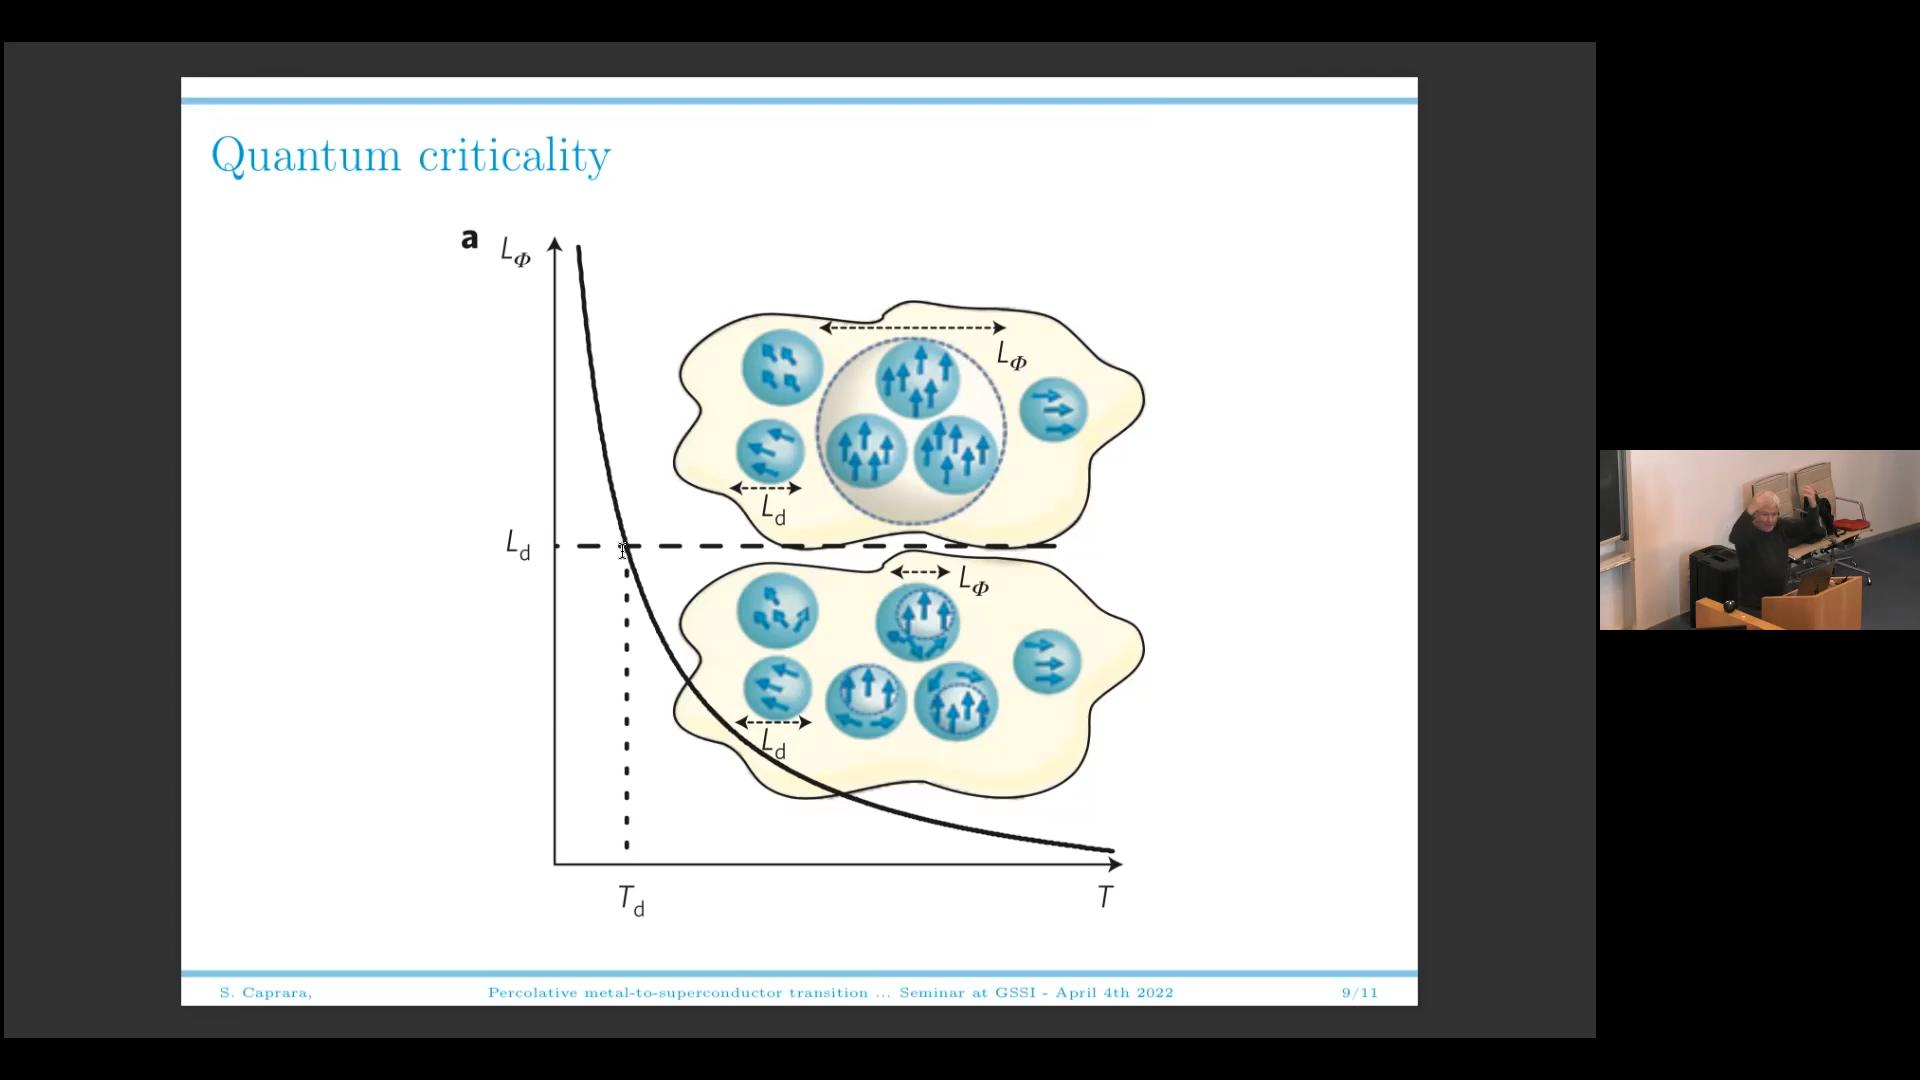 Quantum criticality
a
LΦ
LΦ
Ld
Ld
LΦ
Ld
Td
T
S. Caprara,
Percolative metal-to-superconductor transition ... Seminar at GSSI - April 4th 2022
9/11